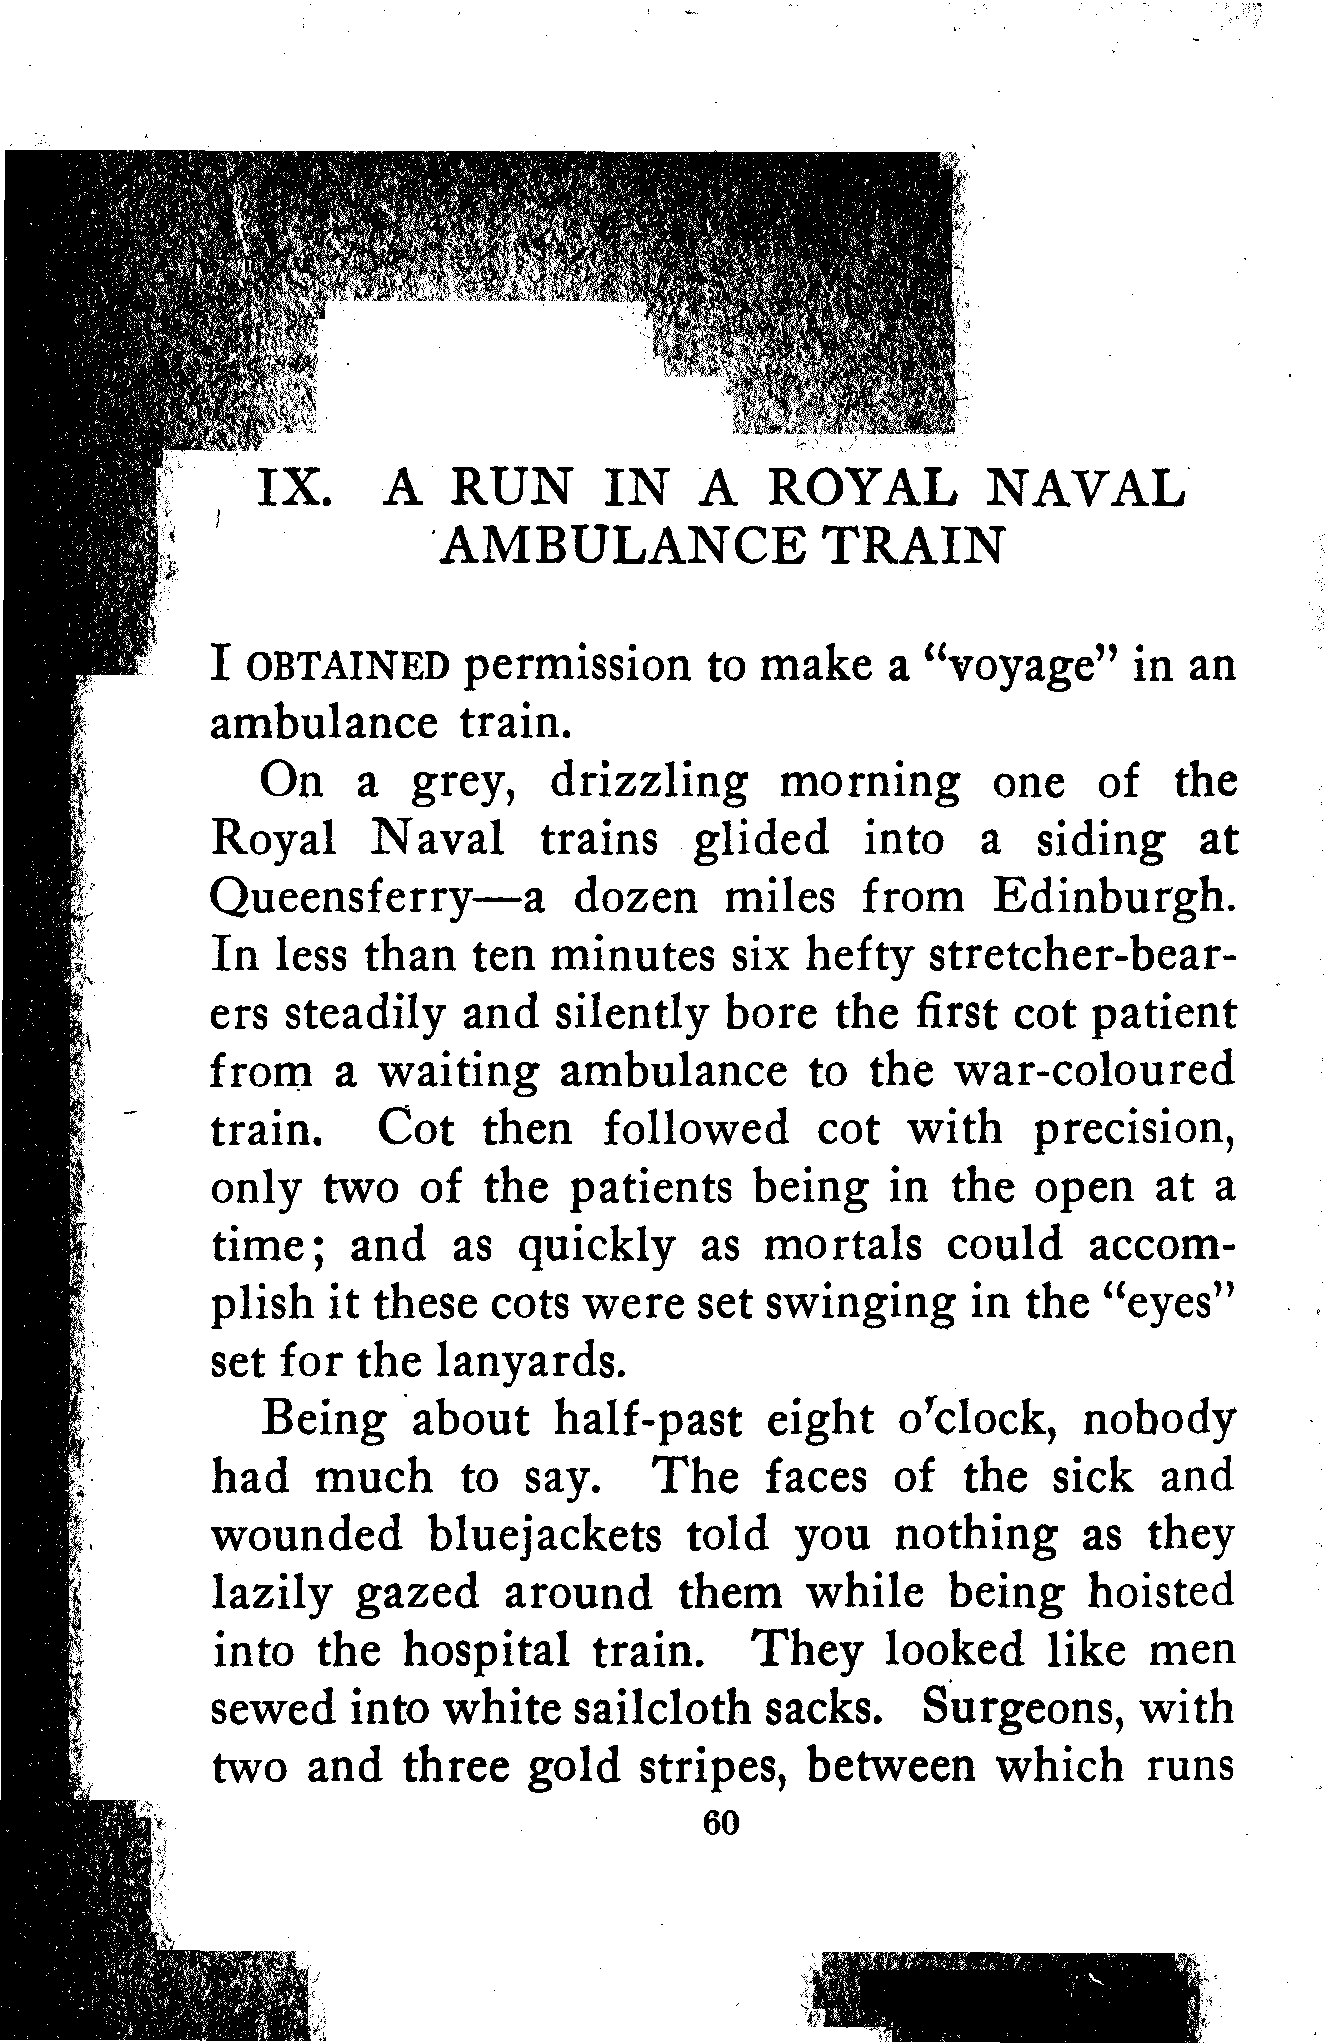 IX. A RUN IN A ROYAL NAVAL
AMBULANCE TRAIN
I OBTAINED permission to make a “voyage” in an
ambulance train.
On a grey, drizzling morning one of the
Royal Naval trains glided into a siding at
Queensferry—a dozen miles from Edinburgh.
In less than ten minutes six hefty stretcher-bear-
ers steadily and silently bore the first cot patient
from a waiting ambulance to the war-coloured
train. Cot then followed cot with precision,
only two of the patients being in the open at a
time; and as quickly as mortals could accom-
plish it these cots were set swinging in the “eyes”
set for the lanyards.
Being about half-past eight o’clock, nobody
had much to say. The faces of the sick and
wounded bluejackets told you nothing as they
lazily gazed around them while being hoisted
into the hospital train. They looked like men
sewed into white sailcloth sacks. Surgeons, with
two and three gold stripes, between which runs
60